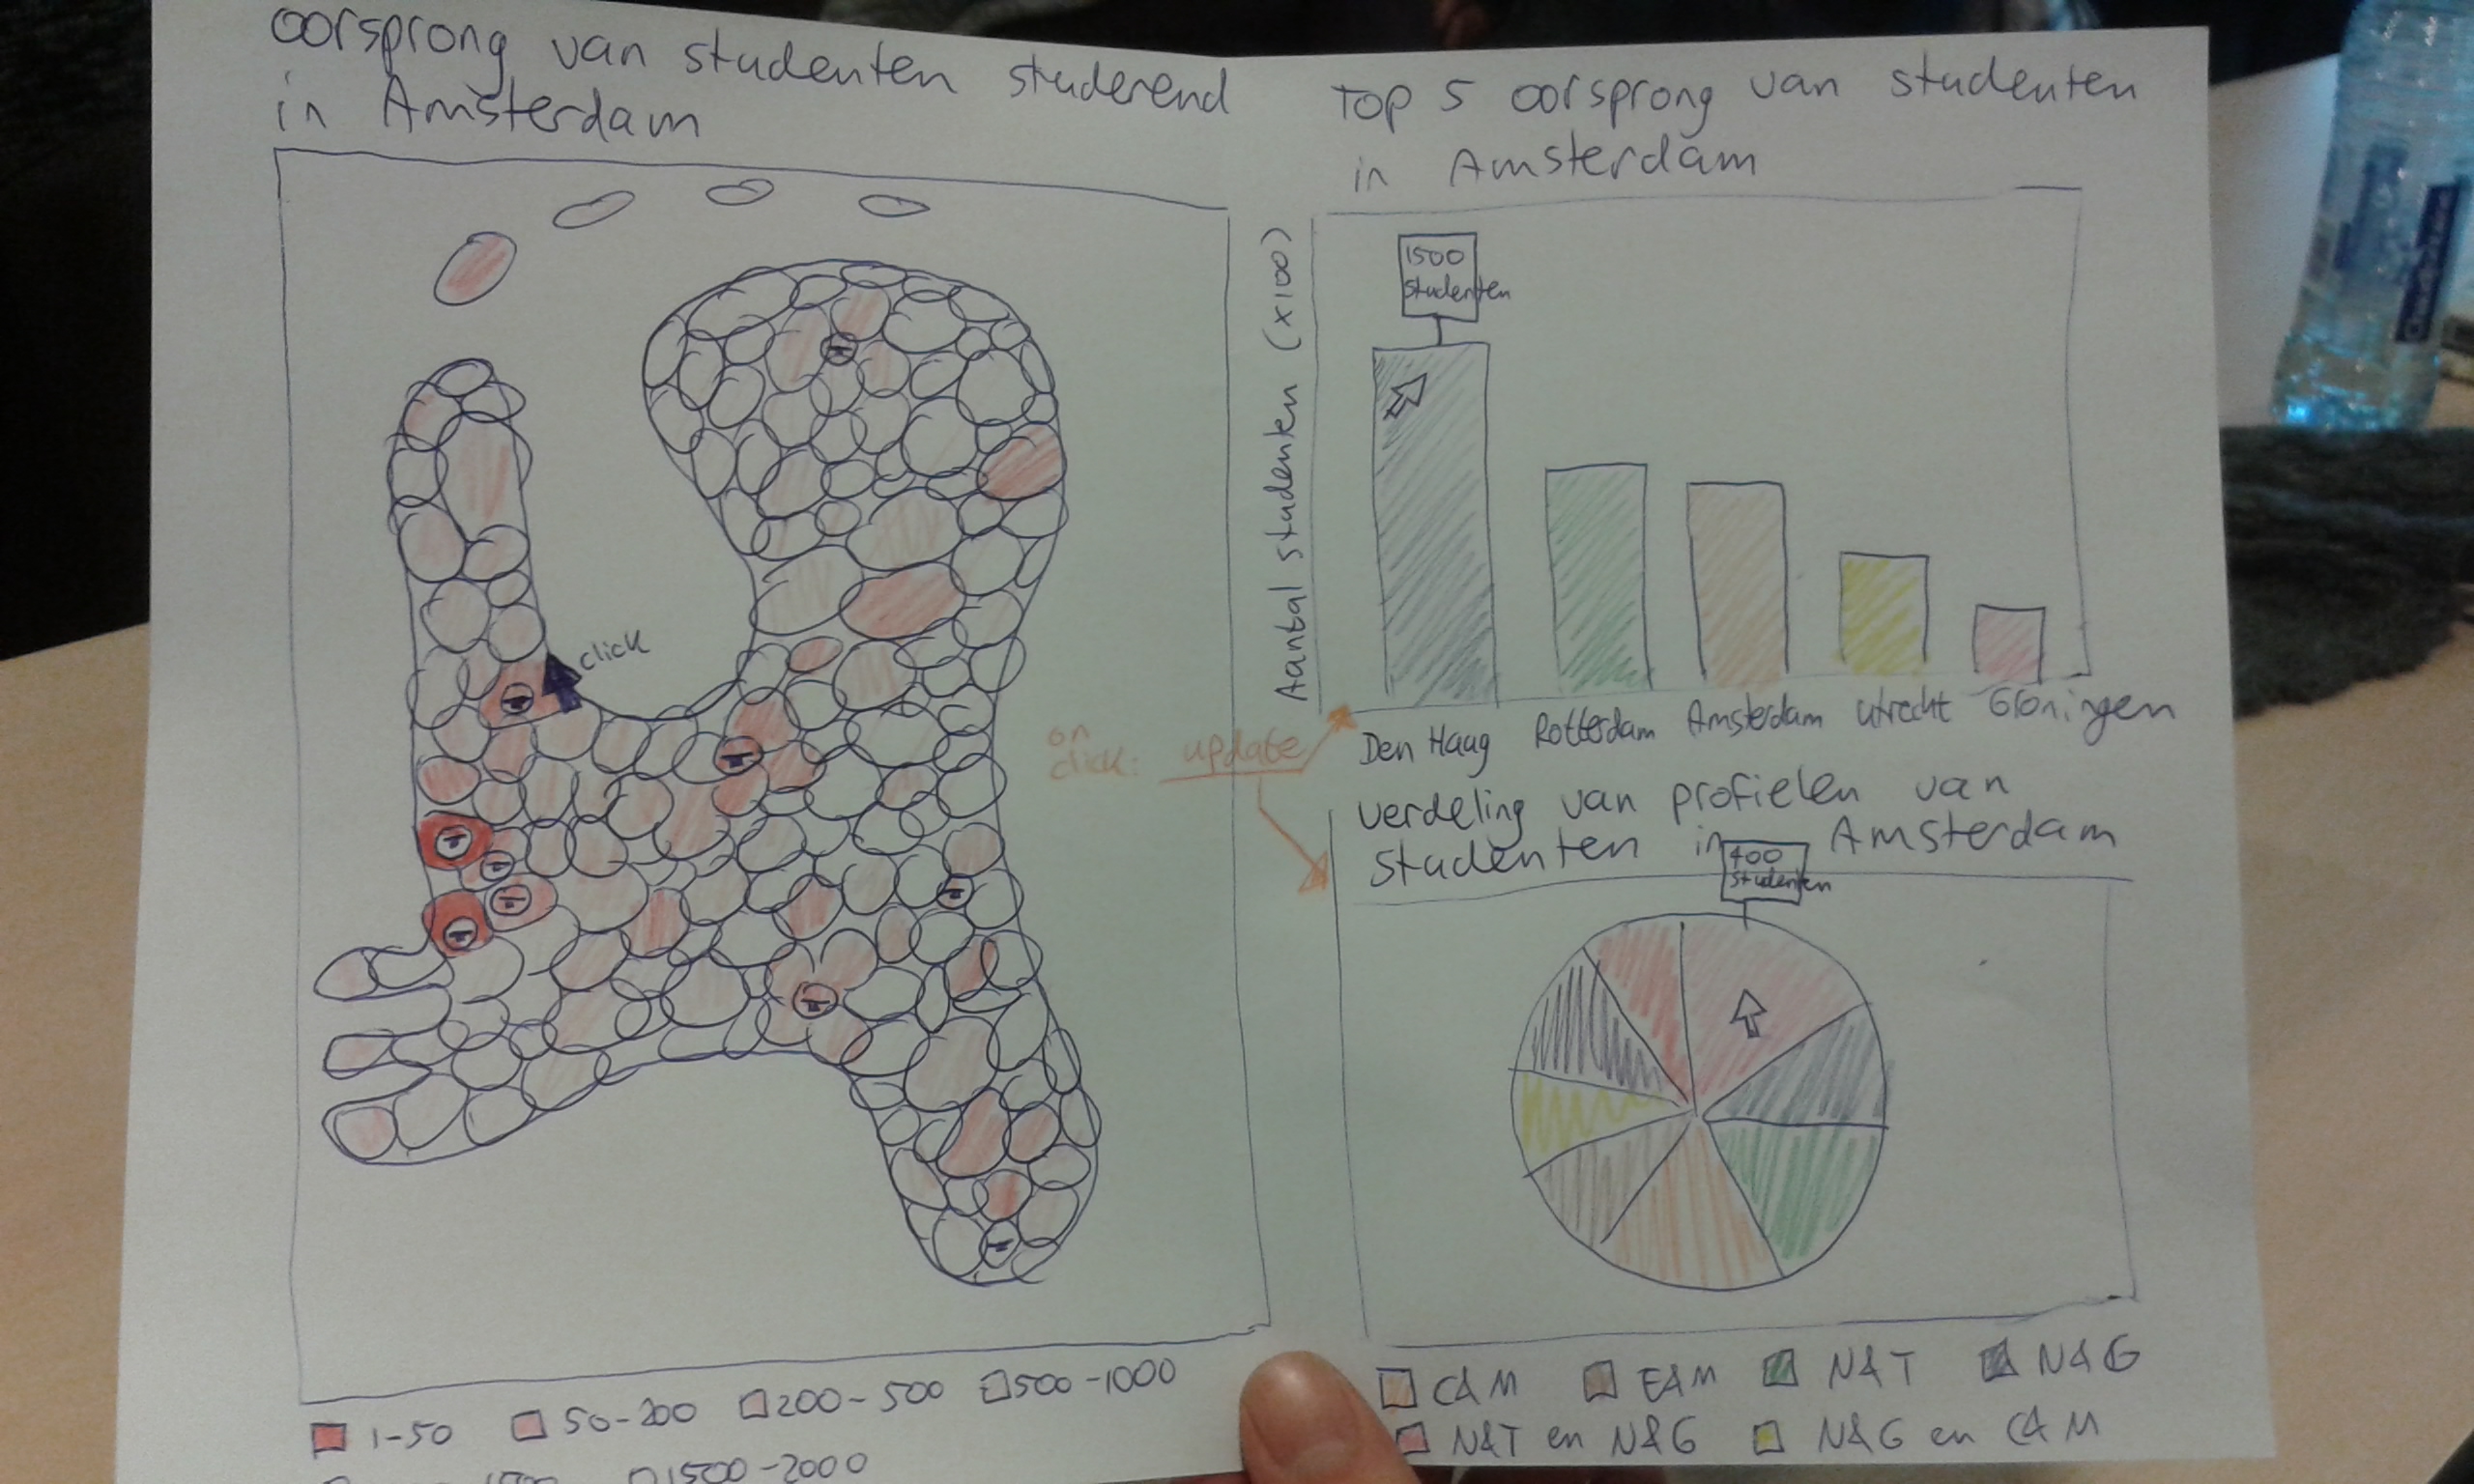 oorsprong van studenten studerend
in Amsterdam
click
1-50
50-200
200-500
500-1000
1500-2000
Top 5 oorsprong van studenten
in Amsterdam
Aantal studenten (x100)
1500
studenten
Den Haag Rotterdam Amsterdam Utrecht Groningen
on
click: update
verdeling van profielen van
studenten in Amsterdam
400
studenten
C&M E&M N&T N&G
N&T en N&G N&G en C&M